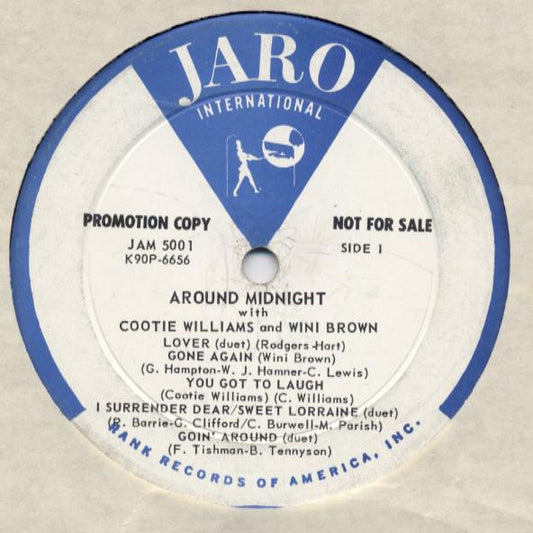 JARO
INTERNATIONAL
PROMOTION COPY
NOT FOR SALE
JAM 5001
SIDE 1
K90P-6656
AROUND MIDNIGHT
with
COOTIE WILLIAMS and WINI BROWN
LOVER (duet) (Rodgers-Hart)
GONE AGAIN (Wini Brown)
(G. Hampton-W. J. Hamner-C. Lewis)
YOU GOT TO LAUGH
(Cootie Williams) (C. Williams)
I SURRENDER DEAR/SWEET LORRAINE (duet)
(R. Barrie-G. Clifford/C. Burwell-M. Parish)
GOIN' AROUND (duet)
(F. Tishman-B. Tennyson)
RANK RECORDS OF AMERICA, INC.